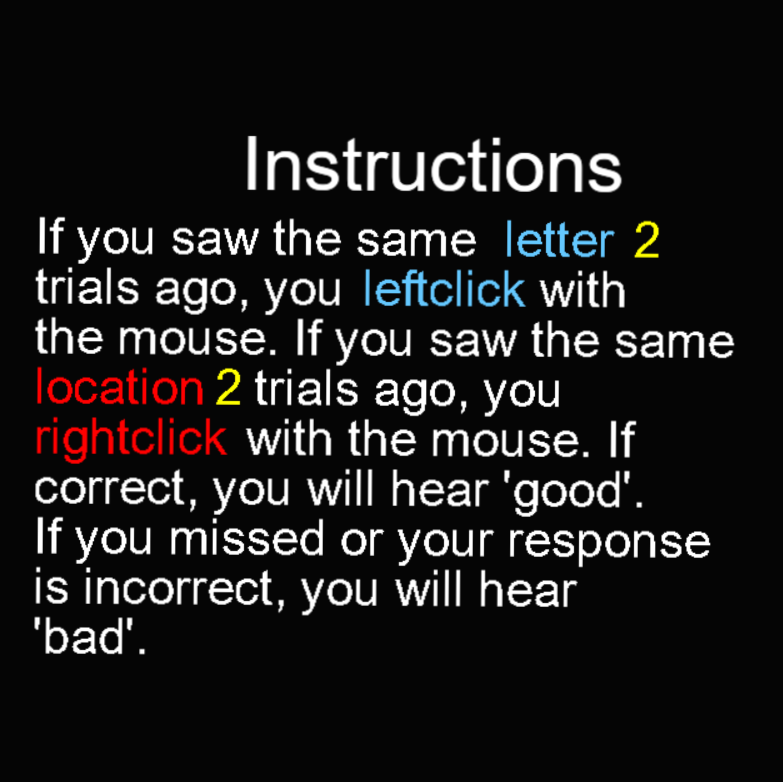 Instructions
If you saw the same letter 2
trials ago, you leftclick with
the mouse. If you saw the same
location 2 trials ago, you
rightclick with the mouse. If
correct, you will hear 'good'.
If you missed or your response
is incorrect, you will hear
'bad'.